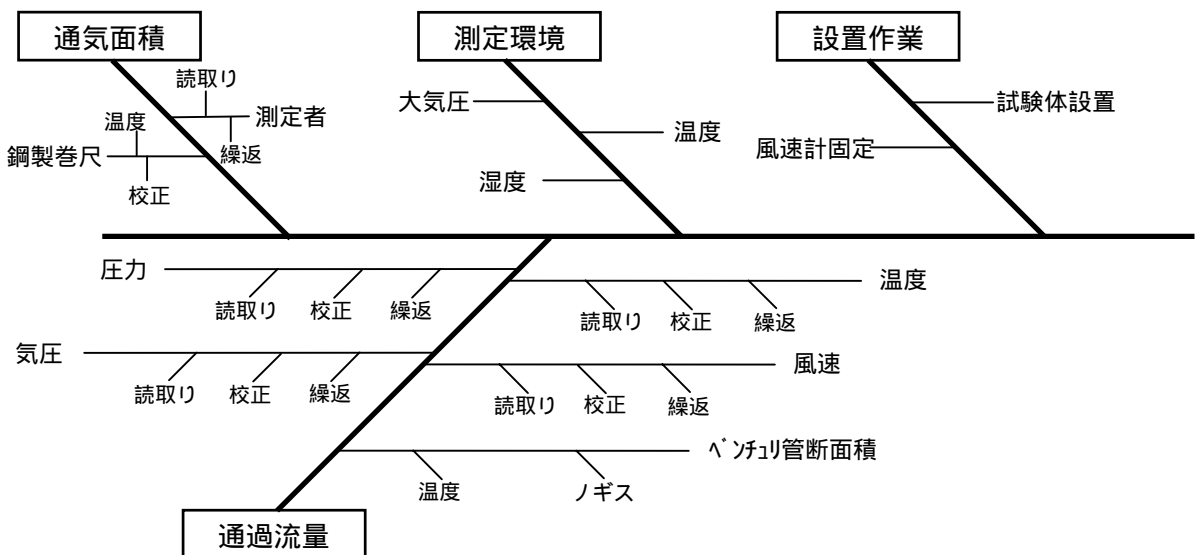 通気面積
測定環境
設置作業
読取り
大気圧
試験体設置
温度
測定者
温度
鋼製巻尺
繰返
風速計固定
校正
湿度
圧力
温度
読取り
校正
繰返
読取り
校正
繰返
気圧
風速
読取り
校正
繰返
読取り
校正
繰返
ベンチュリ管断面積
温度
ノギス
通過流量